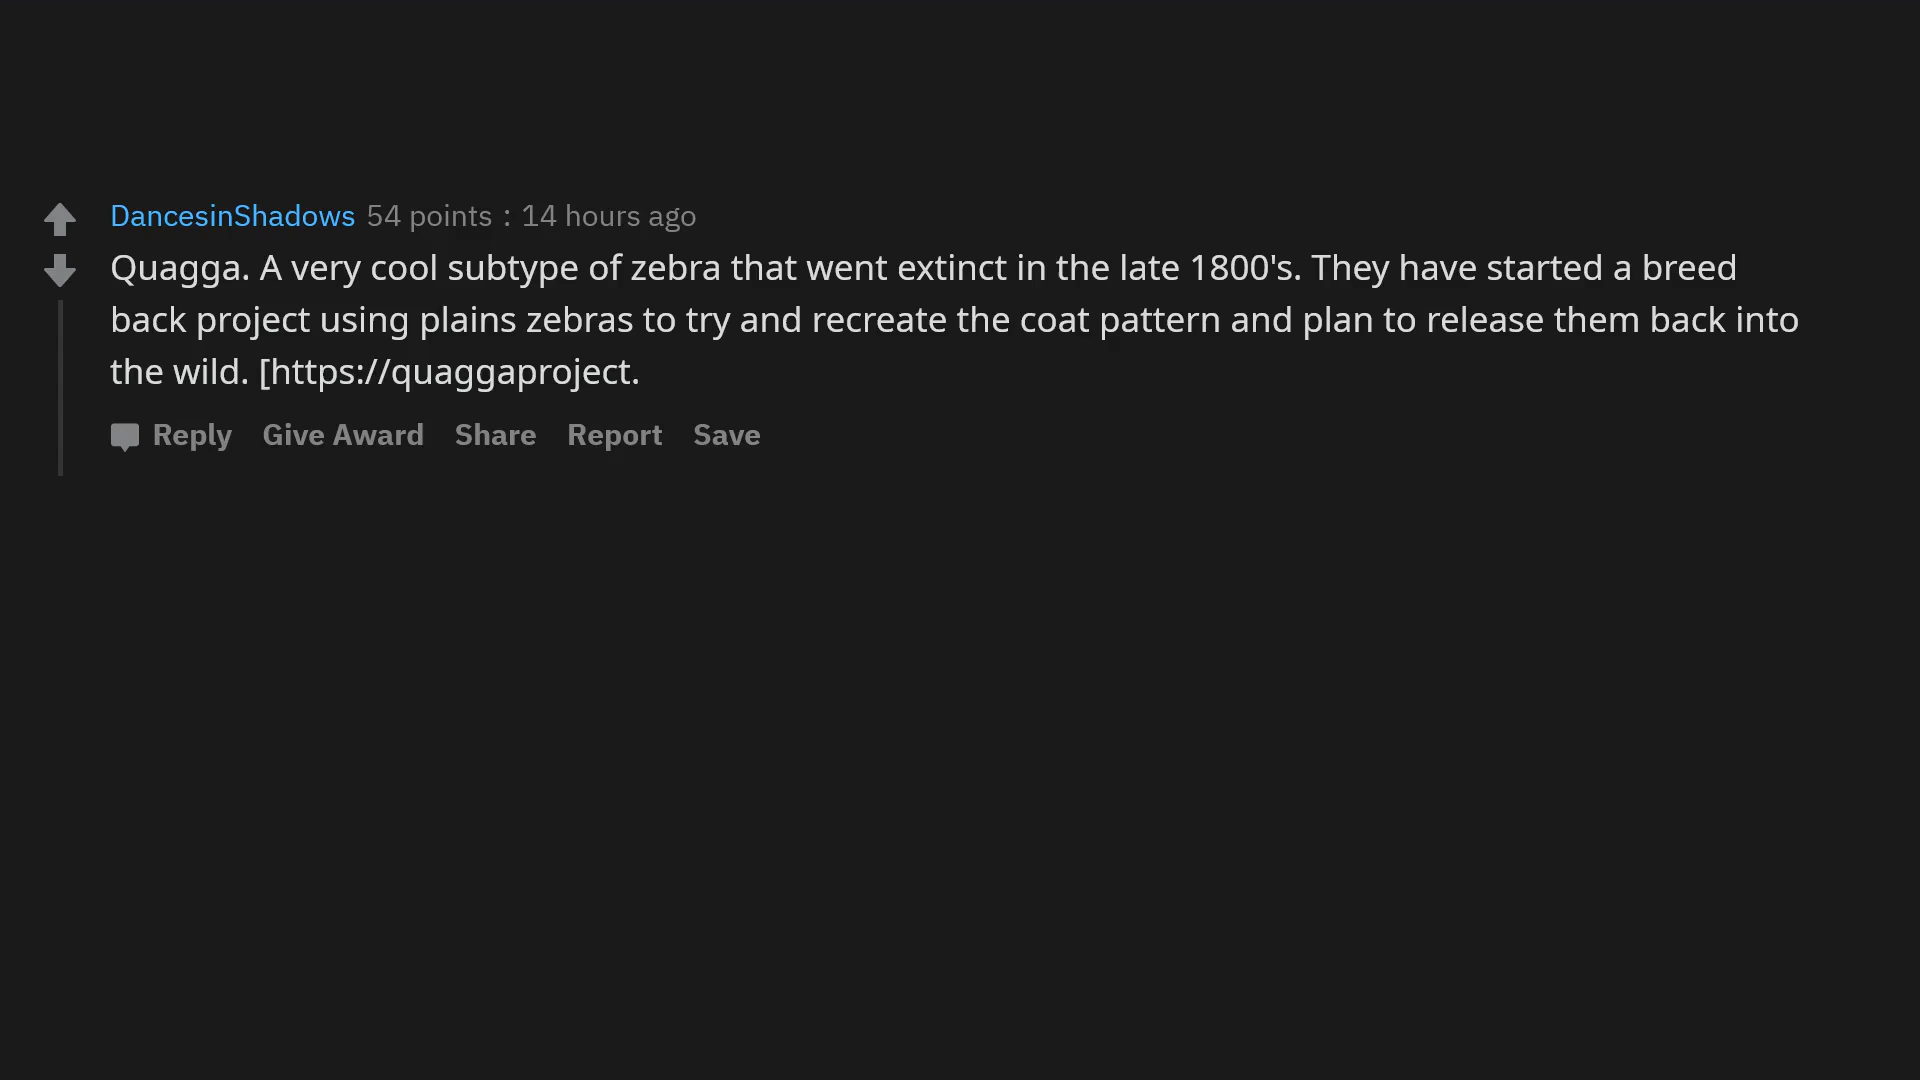 DancesinShadows 54 points : 14 hours ago
Quagga. A very cool subtype of zebra that went extinct in the late 1800's. They have started a breed
back project using plains zebras to try and recreate the coat pattern and plan to release them back into
the wild. [https://quaggaproject.
Reply Give Award Share Report Save